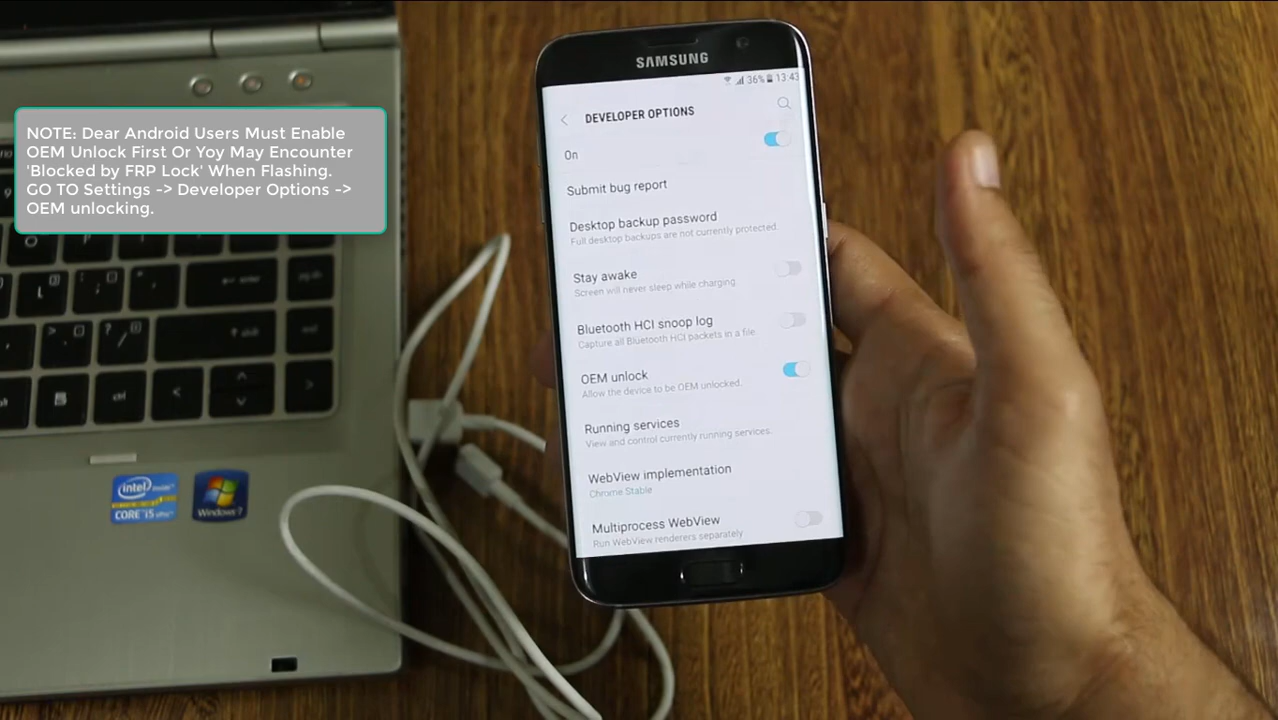 NOTE: Dear Android Users Must Enable
OEM Unlock First Or Yoy May Encounter
'Blocked by FRP Lock' When Flashing.
GO TO Settings -> Developer Options ->
OEM unlocking.
SAMSUNG
36% 13:43
DEVELOPER OPTIONS
On
Submit bug report
Desktop backup password
Full desktop backups are not currently protected.
Stay awake
Screen will never sleep while charging.
Bluetooth HCI snoop log
Capture all Bluetooth HCI packets in a file.
OEM unlock
Allow the device to be OEM unlocked.
Running services
View and control currently running services.
WebView implementation
Chrome Stable
Multiprocess WebView
Run WebView renderers separately
intel inside
CORE i5
Windows 7
ctrl